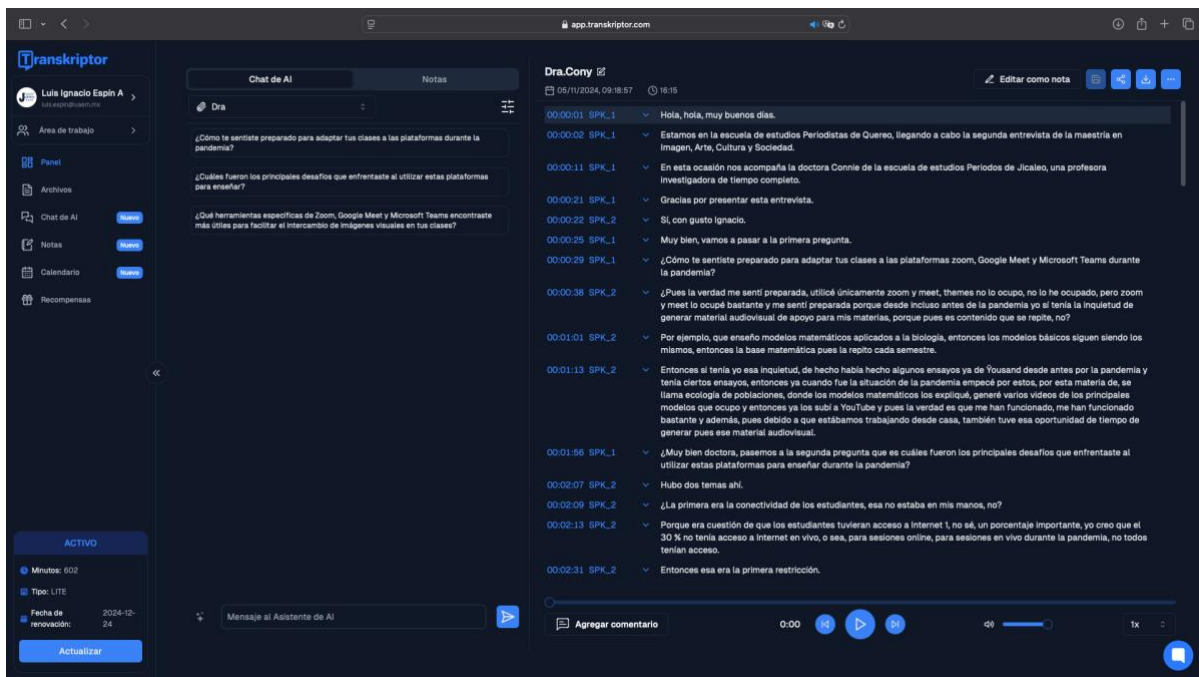 app.transkriptor.com
Transkriptor
Luis Ignacio Espín A
luis.espin@uaem.mx
Área de trabajo
Panel
Archivos
Chat de AI
Nuevo
Notas
Nuevo
Calendario
Nuevo
Recompensas
ACTIVO
Minutos: 602
Tipo: LITE
Fecha de
renovación:
2024-12-
24
Actualizar
Chat de AI
Notas
Dra
¿Cómo te sentiste preparado para adaptar tus clases a las plataformas durante la
pandemia?
¿Cuáles fueron los principales desafíos que enfrentaste al utilizar estas plataformas
para enseñar?
¿Qué herramientas específicas de Zoom, Google Meet y Microsoft Teams encontraste
más útiles para facilitar el intercambio de imágenes visuales en tus clases?
Mensaje al Asistente de AI
Dra.Cony
05/11/2024, 09:18:57
16:15
Editar como nota
00:00:01 SPK_1 Hola, hola, muy buenos días.
00:00:02 SPK_1 Estamos en la escuela de estudios Periodistas de Quereo, llegando a cabo la segunda entrevista de la maestría en
Imagen, Arte, Cultura y Sociedad.
00:00:11 SPK_1 En esta ocasión nos acompaña la doctora Connie de la escuela de estudios Periodos de Jicaleo, una profesora
investigadora de tiempo completo.
00:00:21 SPK_1 Gracias por presentar esta entrevista.
00:00:22 SPK_2 Sí, con gusto Ignacio.
00:00:25 SPK_1 Muy bien, vamos a pasar a la primera pregunta.
00:00:29 SPK_1 ¿Cómo te sentiste preparado para adaptar tus clases a las plataformas zoom, Google Meet y Microsoft Teams durante
la pandemia?
00:00:38 SPK_2 ¿Pues la verdad me sentí preparada, utilicé únicamente zoom y meet, themes no lo ocupo, no lo he ocupado, pero zoom
y meet lo ocupé bastante y me sentí preparada porque desde incluso antes de la pandemia yo sí tenía la inquietud de
generar material audiovisual de apoyo para mis materias, porque pues es contenido que se repite, no?
00:01:01 SPK_2 Por ejemplo, que enseño modelos matemáticos aplicados a la biología, entonces los modelos básicos siguen siendo los
mismos, entonces la base matemática pues la repito cada semestre.
00:01:13 SPK_2 Entonces sí tenía yo esa inquietud, de hecho había hecho algunos ensayos ya de Ÿousand desde antes por la pandemia y
tenía ciertos ensayos, entonces ya cuando fue la situación de la pandemia empecé por estos, por esta materia de, se
llama ecología de poblaciones, donde los modelos matemáticos los expliqué, generé varios videos de los principales
modelos que ocupo y entonces ya los subí a YouTube y pues la verdad es que me han funcionado, me han funcionado
bastante y además, pues debido a que estábamos trabajando desde casa, también tuve esa oportunidad de tiempo de
generar pues ese material audiovisual.
00:01:56 SPK_1 ¿Muy bien doctora, pasemos a la segunda pregunta que es cuáles fueron los principales desafíos que enfrentaste al
utilizar estas plataformas para enseñar durante la pandemia?
00:02:07 SPK_2 Hubo dos temas ahí.
00:02:09 SPK_2 ¿La primera era la conectividad de los estudiantes, esa no estaba en mis manos, no?
00:02:13 SPK_2 Porque era cuestión de que los estudiantes tuvieran acceso a Internet 1, no sé, un porcentaje importante, yo creo que el
30 % no tenía acceso a Internet en vivo, o sea, para sesiones online, para sesiones en vivo durante la pandemia, no todos
tenían acceso.
00:02:31 SPK_2 Entonces esa era la primera restricción.
Agregar comentario
0:00
1x